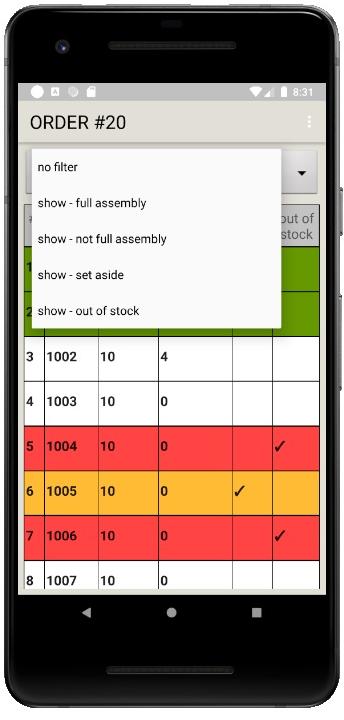 8:31
ORDER #20
no filter
show - full assembly
show - not full assembly
show - set aside
show - out of stock
out of
stock
1
2
3 1002 10 4
4 1003 10 0
5 1004 10 0 ✓
6 1005 10 0 ✓
7 1006 10 0 ✓
8 1007 10 0